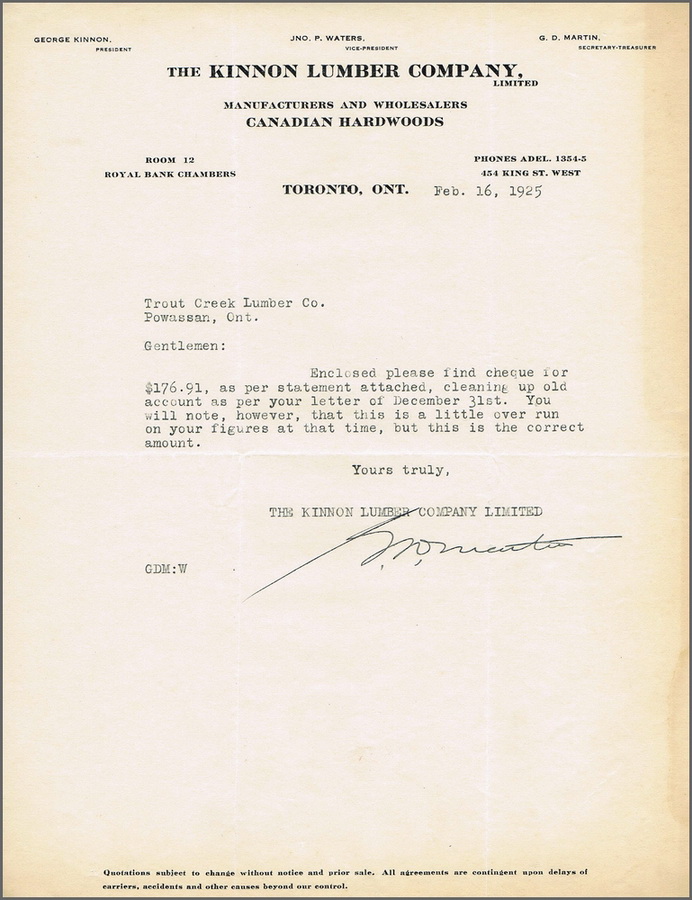 GEORGE KINNON,
PRESIDENT
JNO. P. WATERS,
VICE-PRESIDENT
G. D. MARTIN,
SECRETARY-TREASURER
THE KINNON LUMBER COMPANY,
LIMITED
MANUFACTURERS AND WHOLESALERS
CANADIAN HARDWOODS
ROOM 12
ROYAL BANK CHAMBERS
PHONES ADEL. 1354-5
454 KING ST. WEST
TORONTO, ONT. Feb. 16, 1925
Trout Creek Lumber Co.
Powassan, Ont.
Gentlemen:
Enclosed please find cheque for
$176.91, as per statement attached, cleaning up old
account as per your letter of December 31st. You
will note, however, that this is a little over run
on your figures at that time, but this is the correct
amount.
Yours truly,
THE KINNON LUMBER COMPANY LIMITED
G. D. Martin
GDM:W
Quotations subject to change without notice and prior sale. All agreements are contingent upon delays of
carriers, accidents and other causes beyond our control.